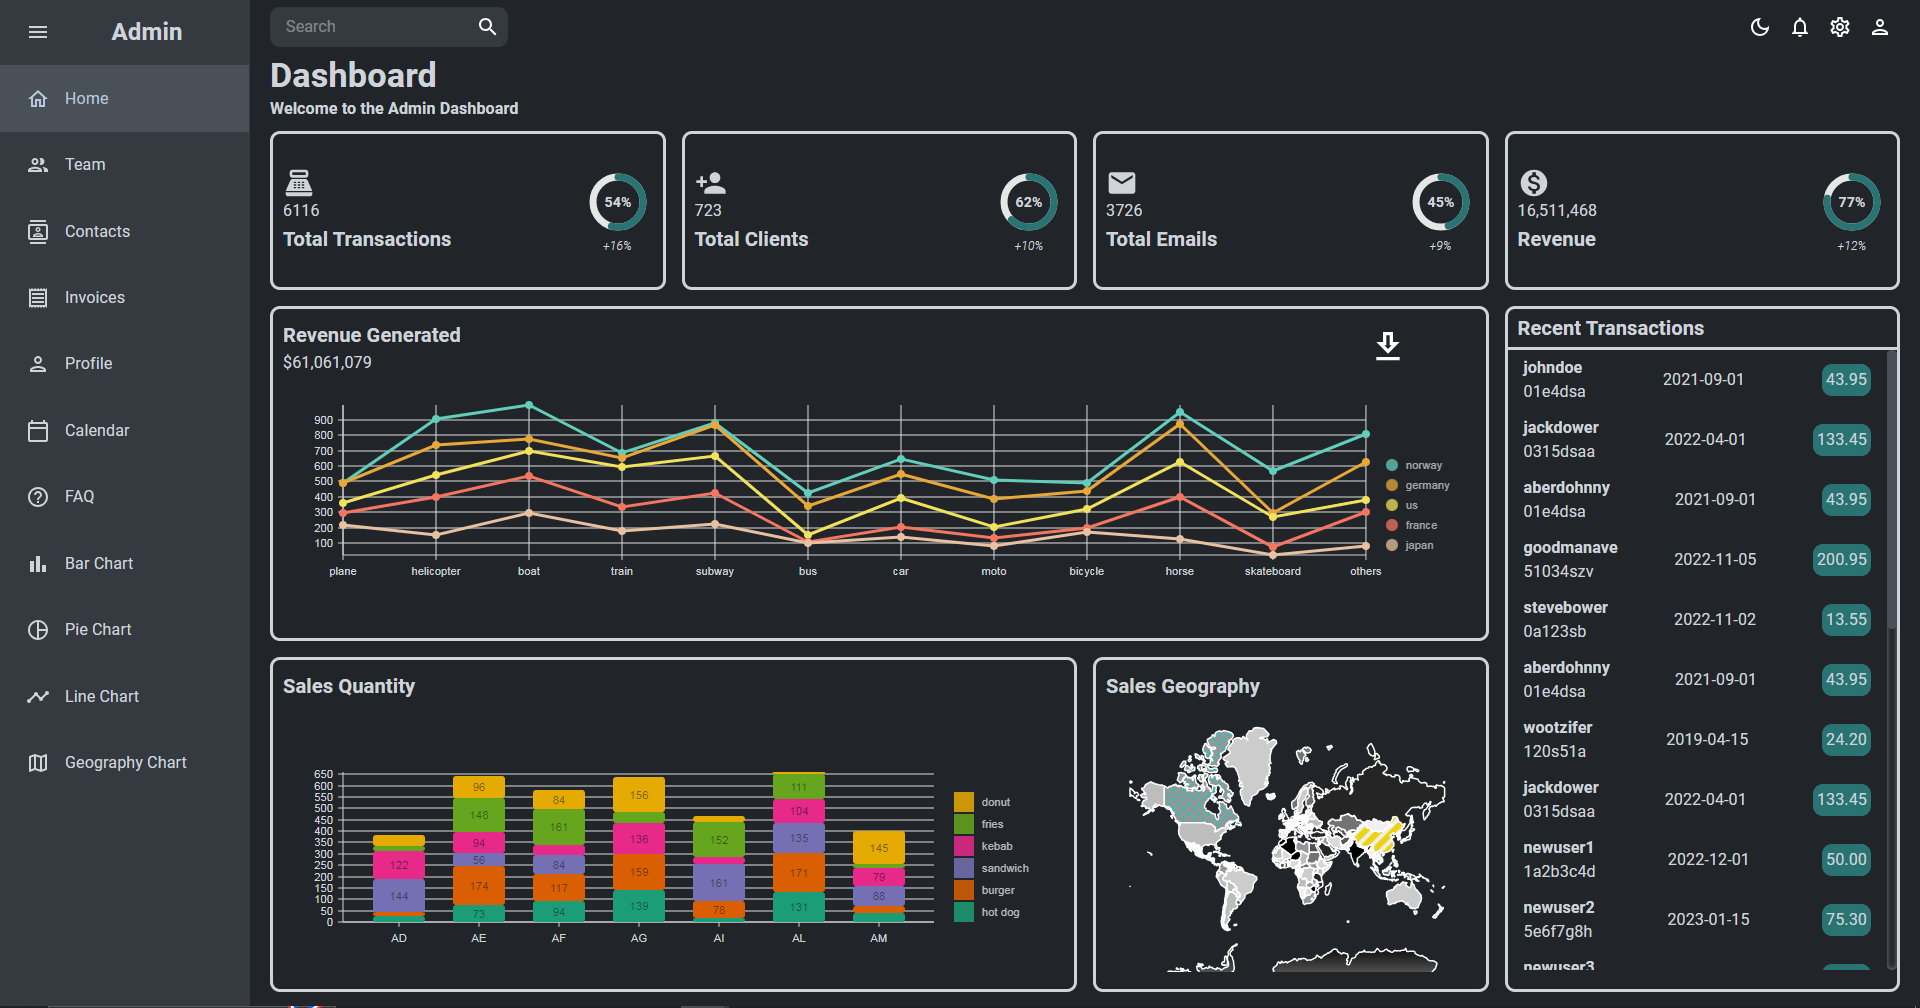 Admin
Home
Team
Contacts
Invoices
Profile
Calendar
FAQ
Bar Chart
Pie Chart
Line Chart
Geography Chart
Search
Dashboard
Welcome to the Admin Dashboard
6116
Total Transactions
54%
+16%
723
Total Clients
62%
+10%
3726
Total Emails
45%
+9%
16,511,468
Revenue
77%
+12%
Revenue Generated
$61,061,079
900
800
700
600
500
400
300
200
100
plane helicopter boat train subway bus car moto bicycle horse skateboard others
norway
germany
us
france
japan
Recent Transactions
johndoe
01e4dsa
2021-09-01
43.95
jackdower
0315dsaa
2022-04-01
133.45
aberdohnny
01e4dsa
2021-09-01
43.95
goodmanave
51034szv
2022-11-05
200.95
stevebower
0a123sb
2022-11-02
13.55
aberdohnny
01e4dsa
2021-09-01
43.95
wootzifer
120s51a
2019-04-15
24.20
jackdower
0315dsaa
2022-04-01
133.45
newuser1
1a2b3c4d
2022-12-01
50.00
newuser2
5e6f7g8h
2023-01-15
75.30
newuser3
Sales Quantity
650
600
550
500
450
400
350
300
250
200
150
100
50
0
122
144
96
148
94
56
174
73
84
161
84
117
94
156
136
159
139
152
161
78
111
104
135
171
131
145
79
88
AD AE AF AG AI AL AM
donut
fries
kebab
sandwich
burger
hot dog
Sales Geography